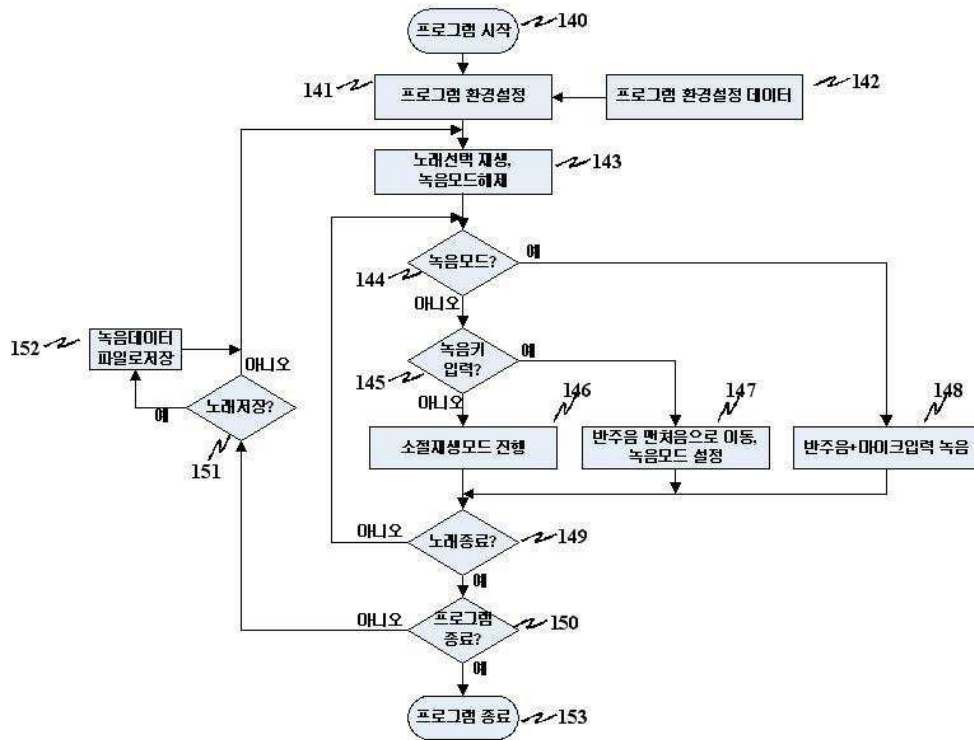 프로그램 시작
140
141
프로그램 환경설정
프로그램 환경설정 데이터
142
노래선택 재생,
녹음모드해제
143
녹음모드?
144
예
아니오
녹음키
입력?
145
예
아니오
152
녹음데이터
파일로저장
아니오
노래저장?
예
151
146
소절재생모드 진행
147
반주음 맨처음으로 이동,
녹음모드 설정
148
반주음+마이크입력 녹음
아니오
노래종료?
149
예
아니오
프로그램
종료?
150
예
프로그램 종료
153